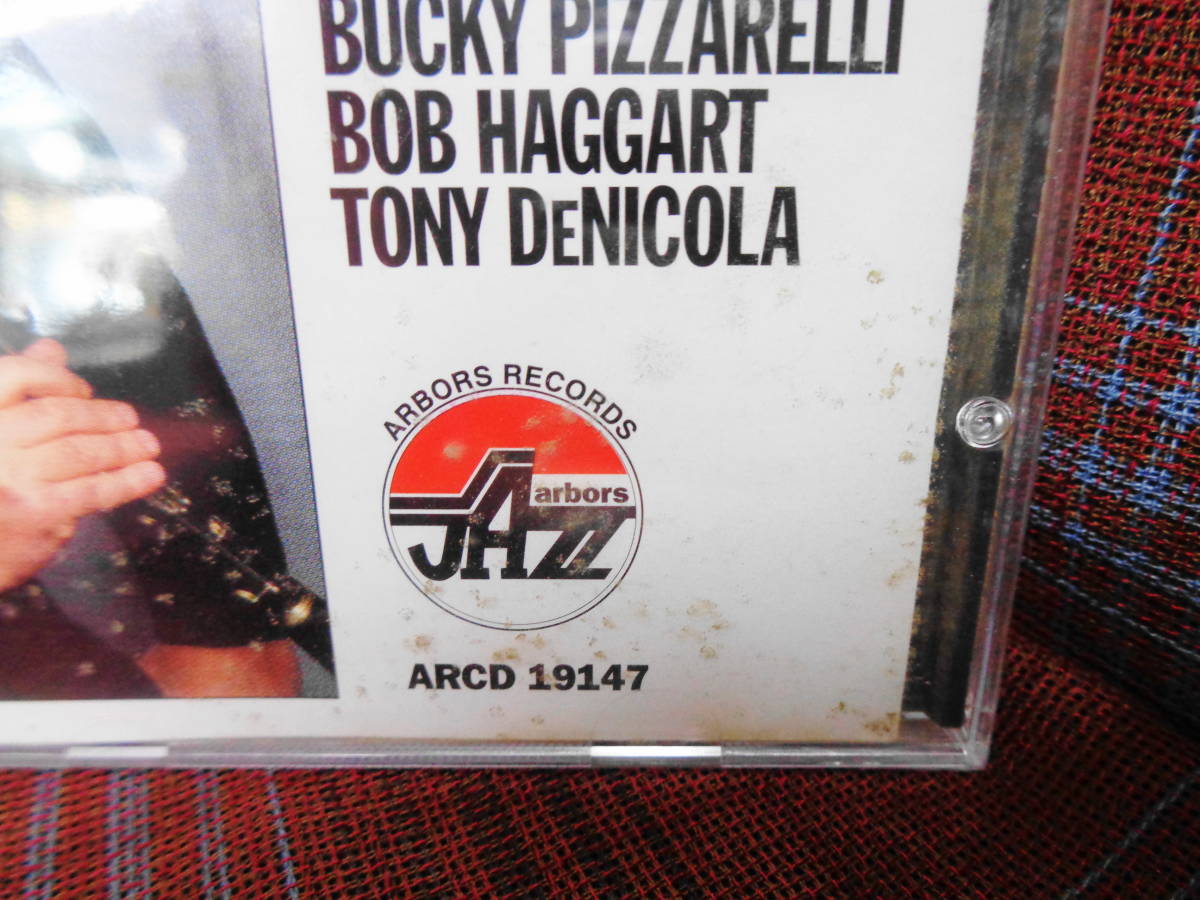 BUCKY PIZZARELLI
BOB HAGGART
TONY DeNICOLA
ARBORS RECORDS
arbors
JAZZ
ARCD 19147